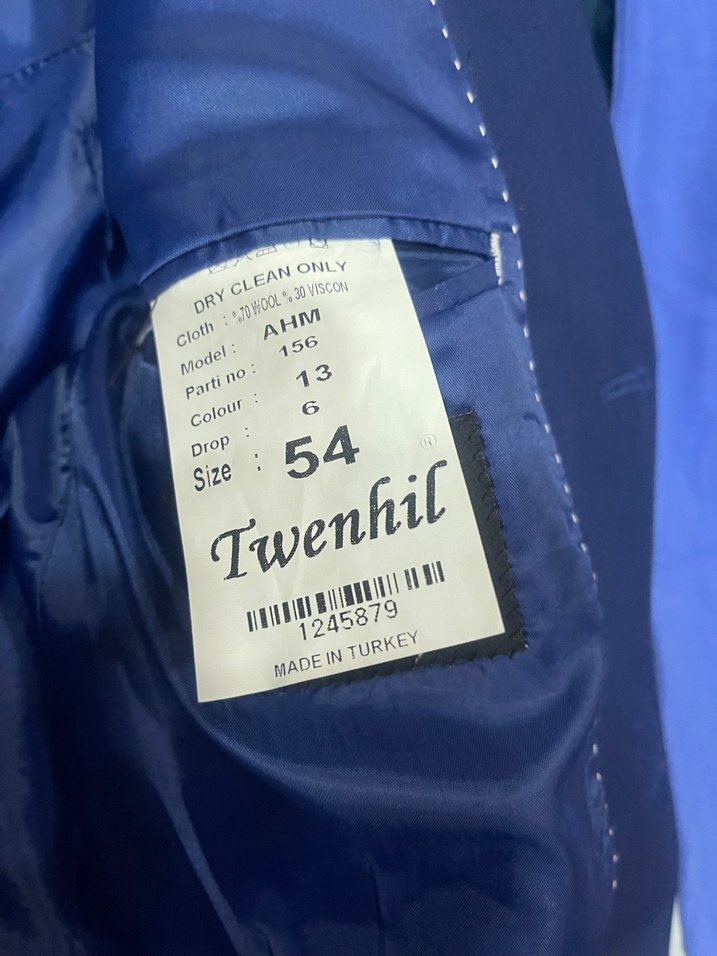 DRY CLEAN ONLY
Cloth : %70 WOOL % 30 VISCON
Model : AHM
Parti no : 156
Colour : 13
Drop : 6
Size : 54
®
Twenhil
1245879
MADE IN TURKEY